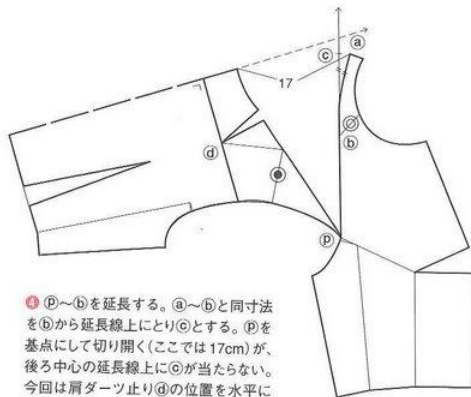 ⓐ
ⓒ
17
∅
ⓑ
ⓓ
ⓟ
❹ ⓟ～ⓑを延長する。ⓐ～ⓑと同寸法
をⓑから延長線上にとりⓒとする。ⓟを
基点にして切り開く(ここでは17cm)が、
後ろ中心の延長線上にⓒが当たらない。
今回は肩ダーツ止りⓓの位置を水平に